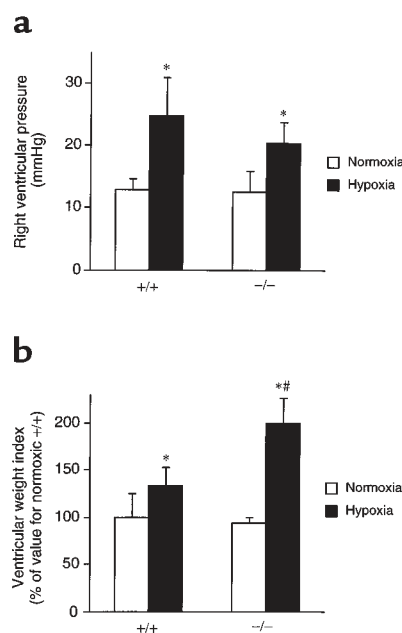 a
Right ventricular pressure
(mmHg)
30
20
10
0
*
*
Normoxia
Hypoxia
+/+
−/−
b
Ventricular weight index
(% of value for normoxic +/+)
200
150
100
50
0
*
*#
Normoxia
Hypoxia
+/+
−/−